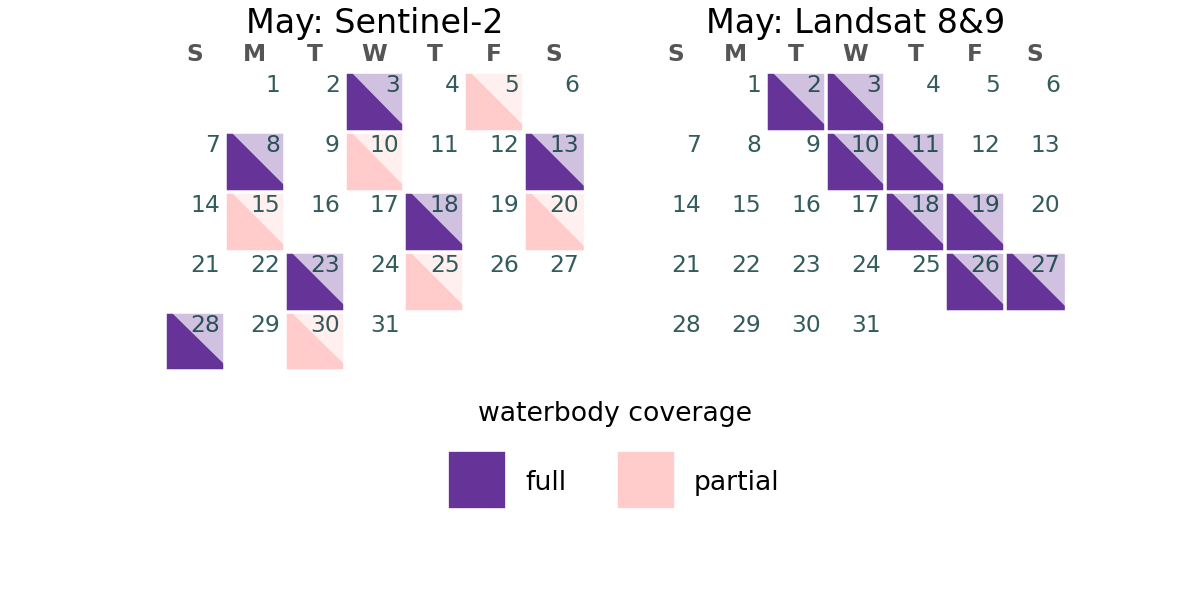 May: Sentinel-2
S M T W T F S
1 2 3 4 5 6
7 8 9 10 11 12 13
14 15 16 17 18 19 20
21 22 23 24 25 26 27
28 29 30 31
May: Landsat 8&9
S M T W T F S
1 2 3 4 5 6
7 8 9 10 11 12 13
14 15 16 17 18 19 20
21 22 23 24 25 26 27
28 29 30 31
waterbody coverage
full partial